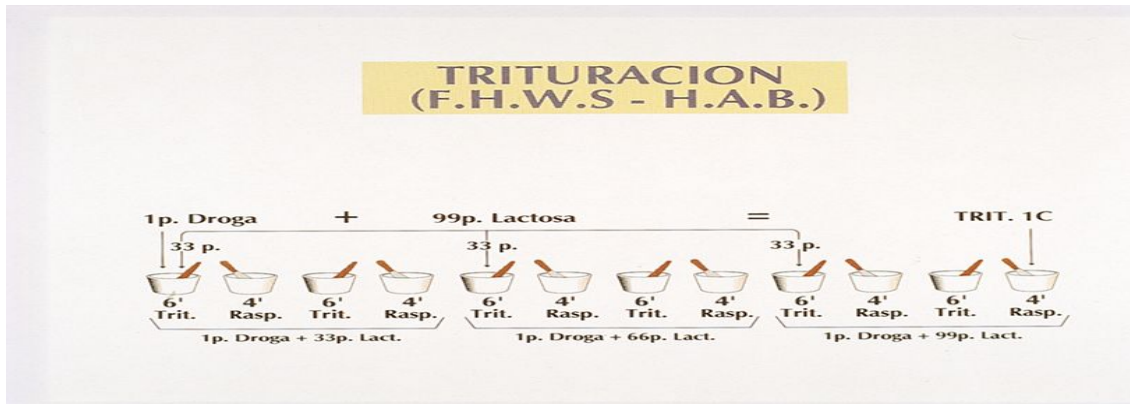 TRITURACION
(F.H.W.S - H.A.B.)
1p. Droga + 99p. Lactosa = TRIT. 1C
33 p. 33 p. 33 p.
6' 4' 6' 4' 6' 4' 6' 4' 6' 4' 6' 4'
Trit. Rasp. Trit. Rasp. Trit. Rasp. Trit. Rasp. Trit. Rasp. Trit. Rasp.
1p. Droga + 33p. Lact. 1p. Droga + 66p. Lact. 1p. Droga + 99p. Lact.